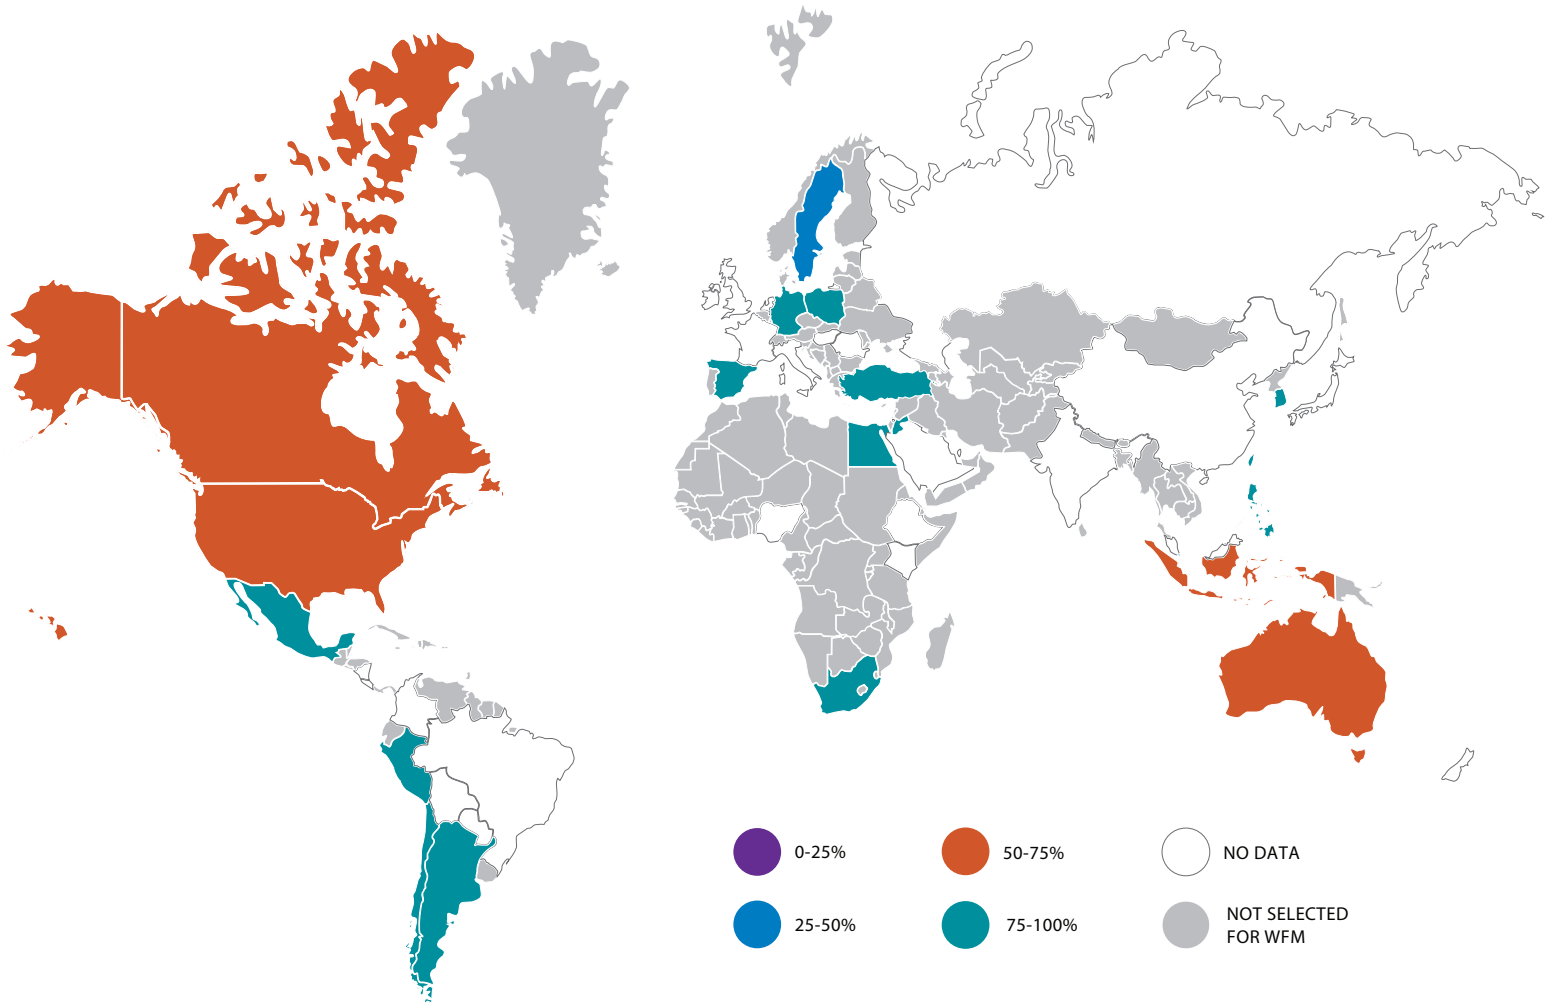 0-25%
50-75%
NO DATA
25-50%
75-100%
NOT SELECTED
FOR WFM